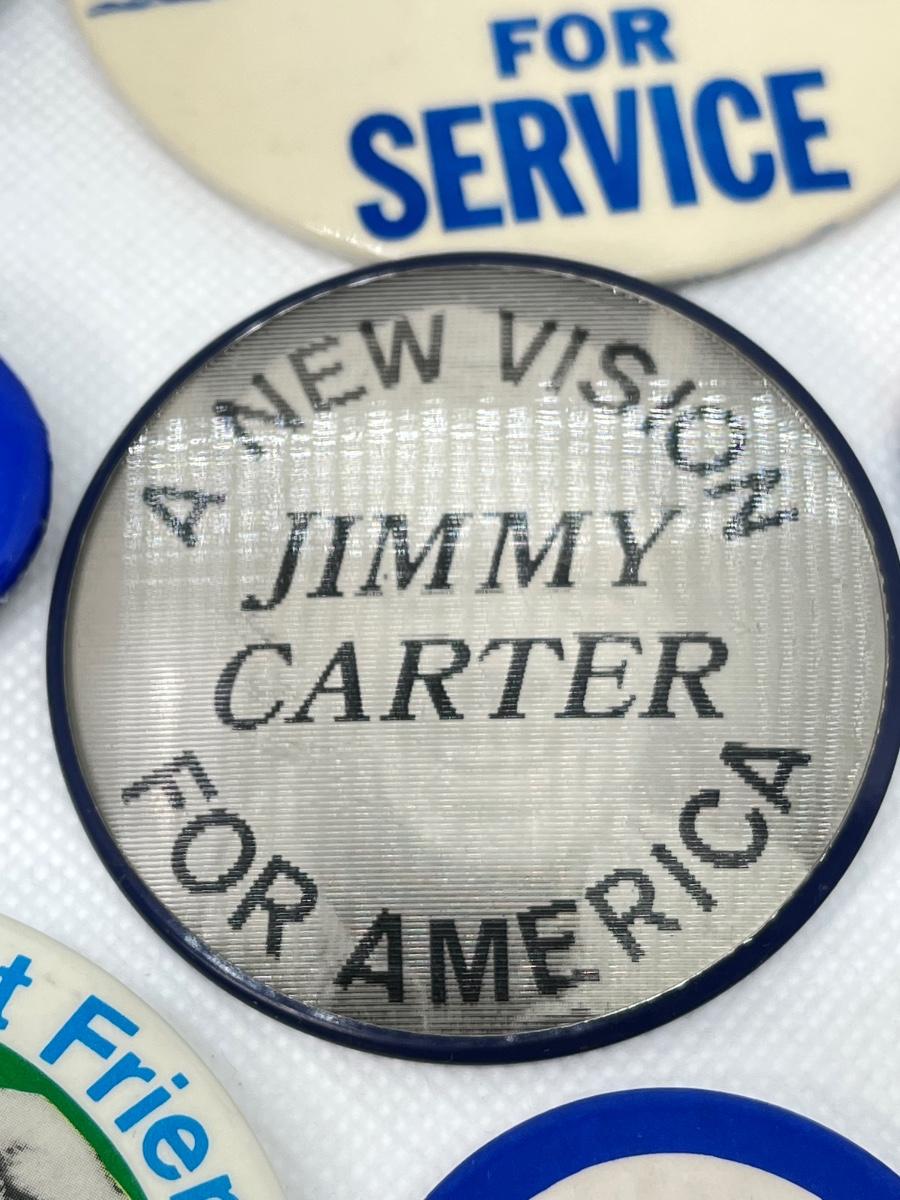 FOR
SERVICE
A NEW VISION
JIMMY
CARTER
FOR AMERICA